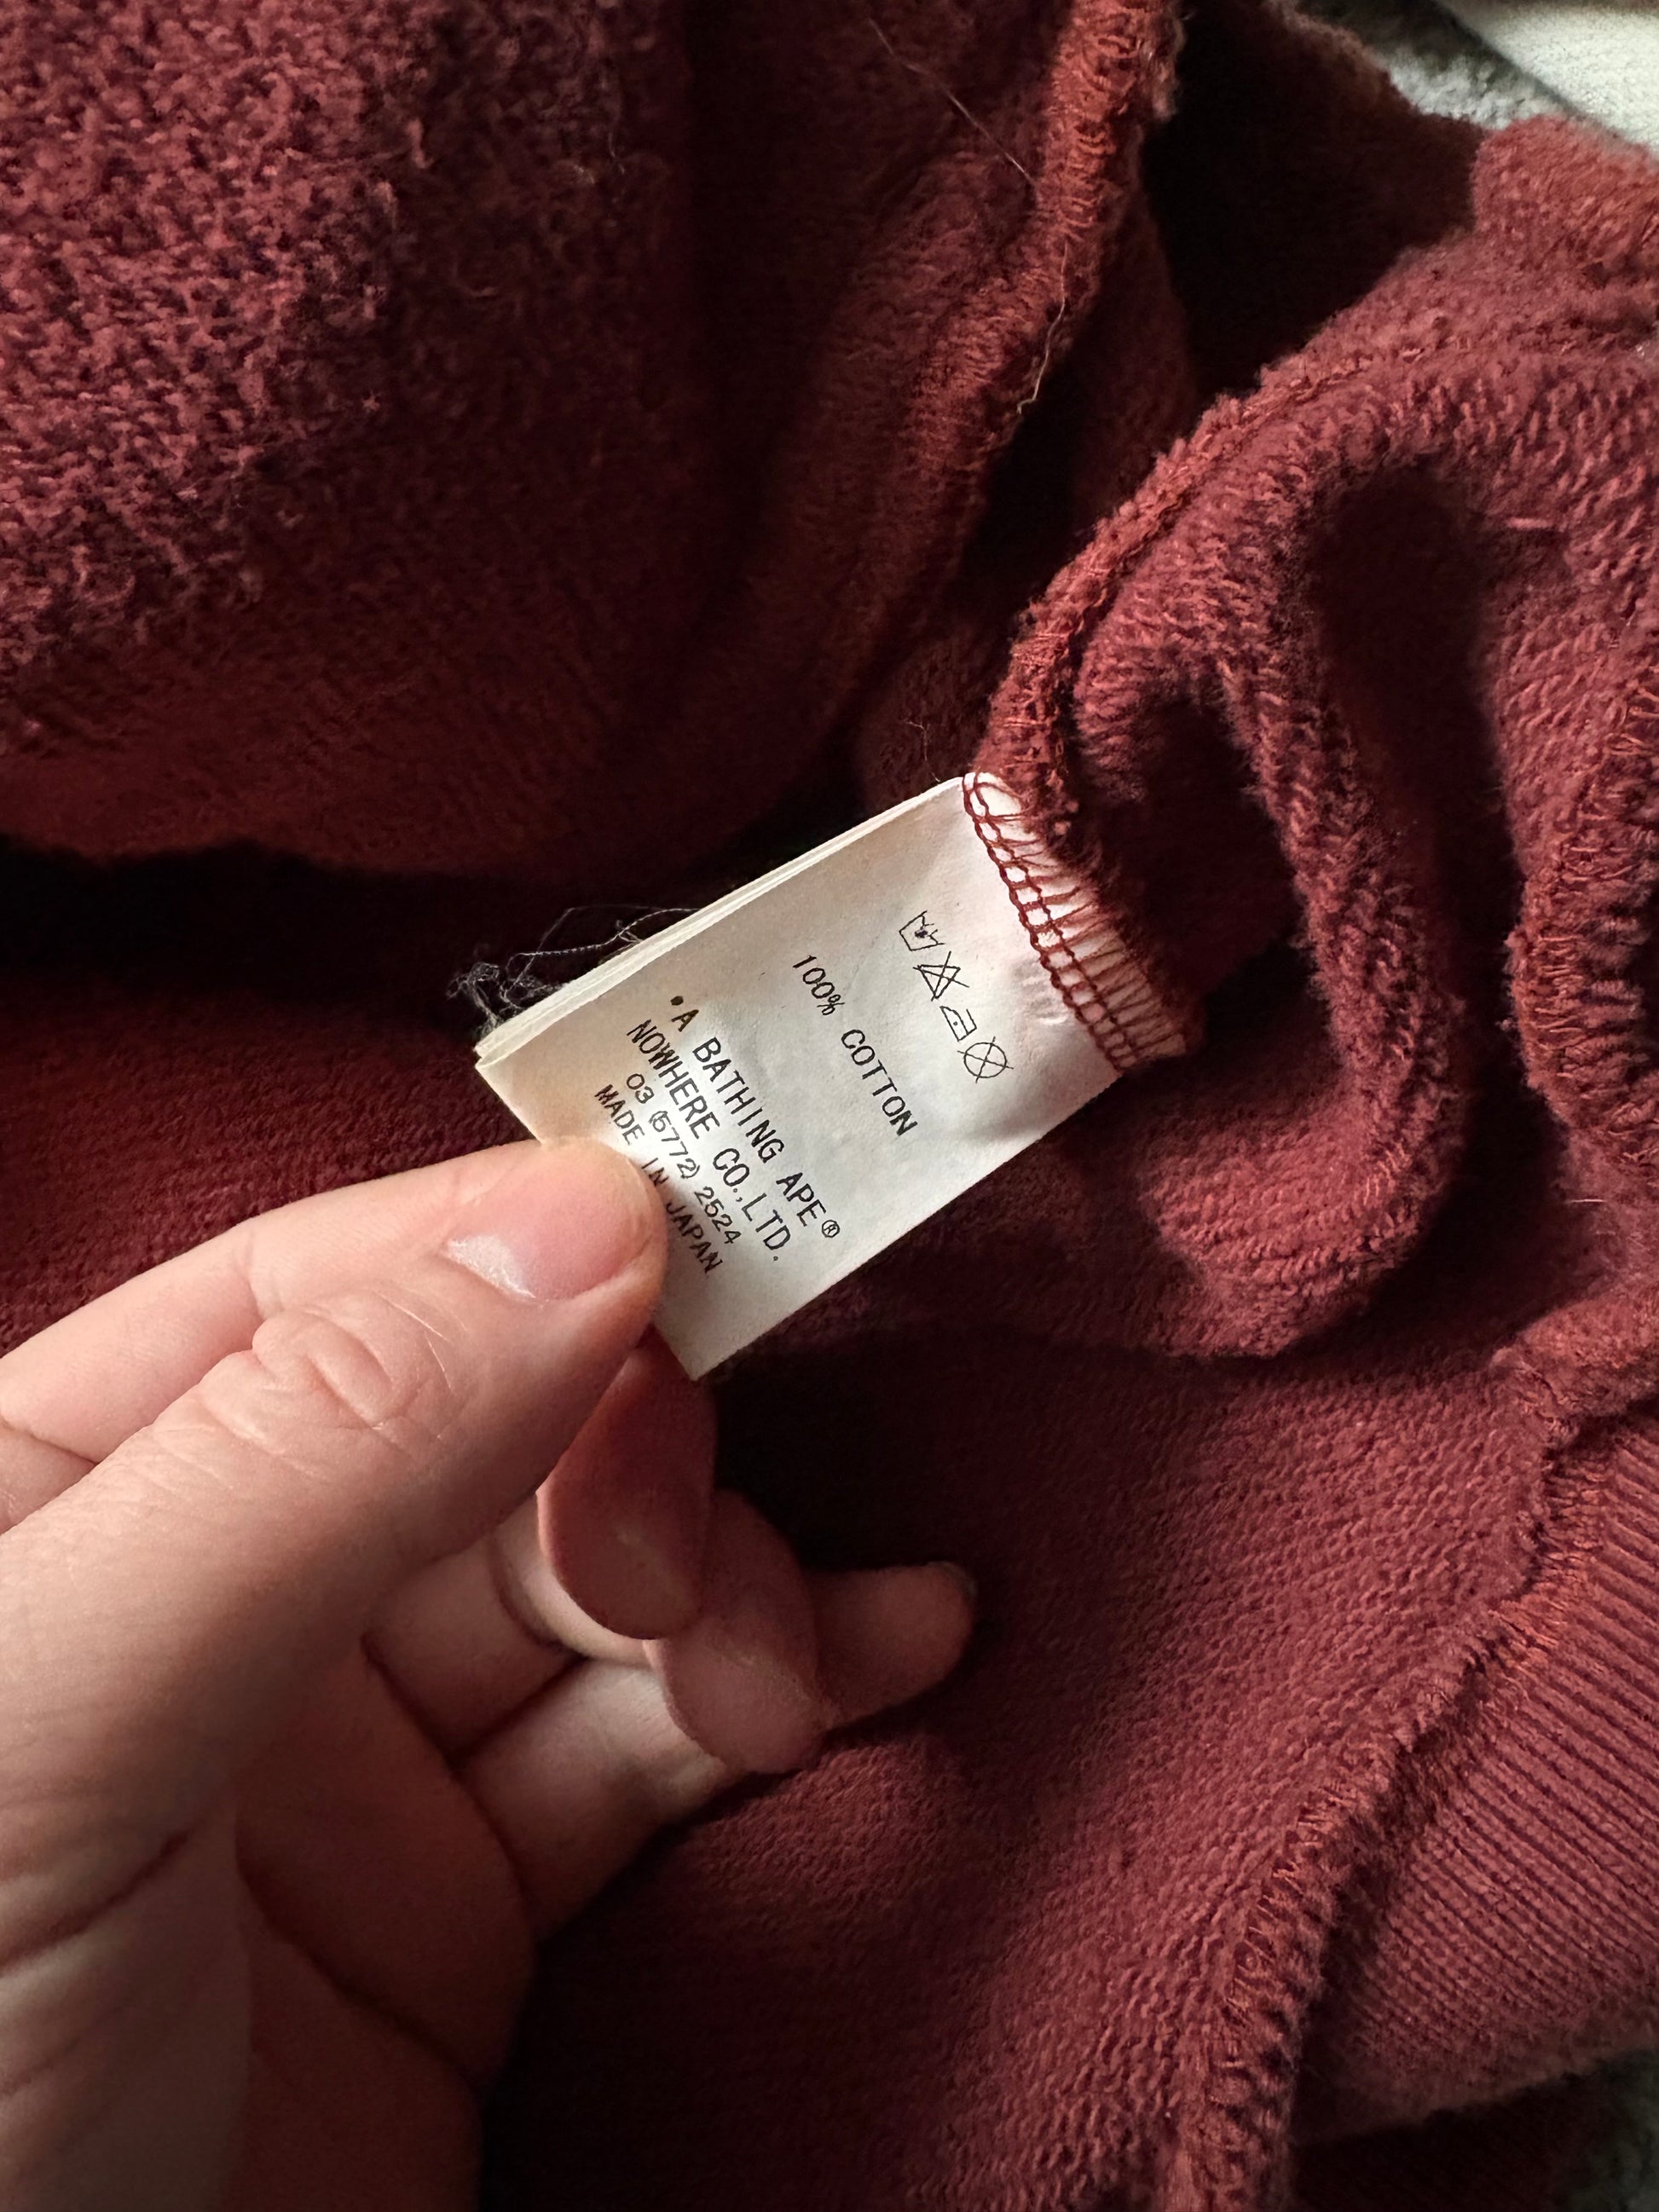 100% COTTON
•A BATHING APE®
NOWHERE CO.,LTD.
03 (5772) 2524
MADE IN JAPAN